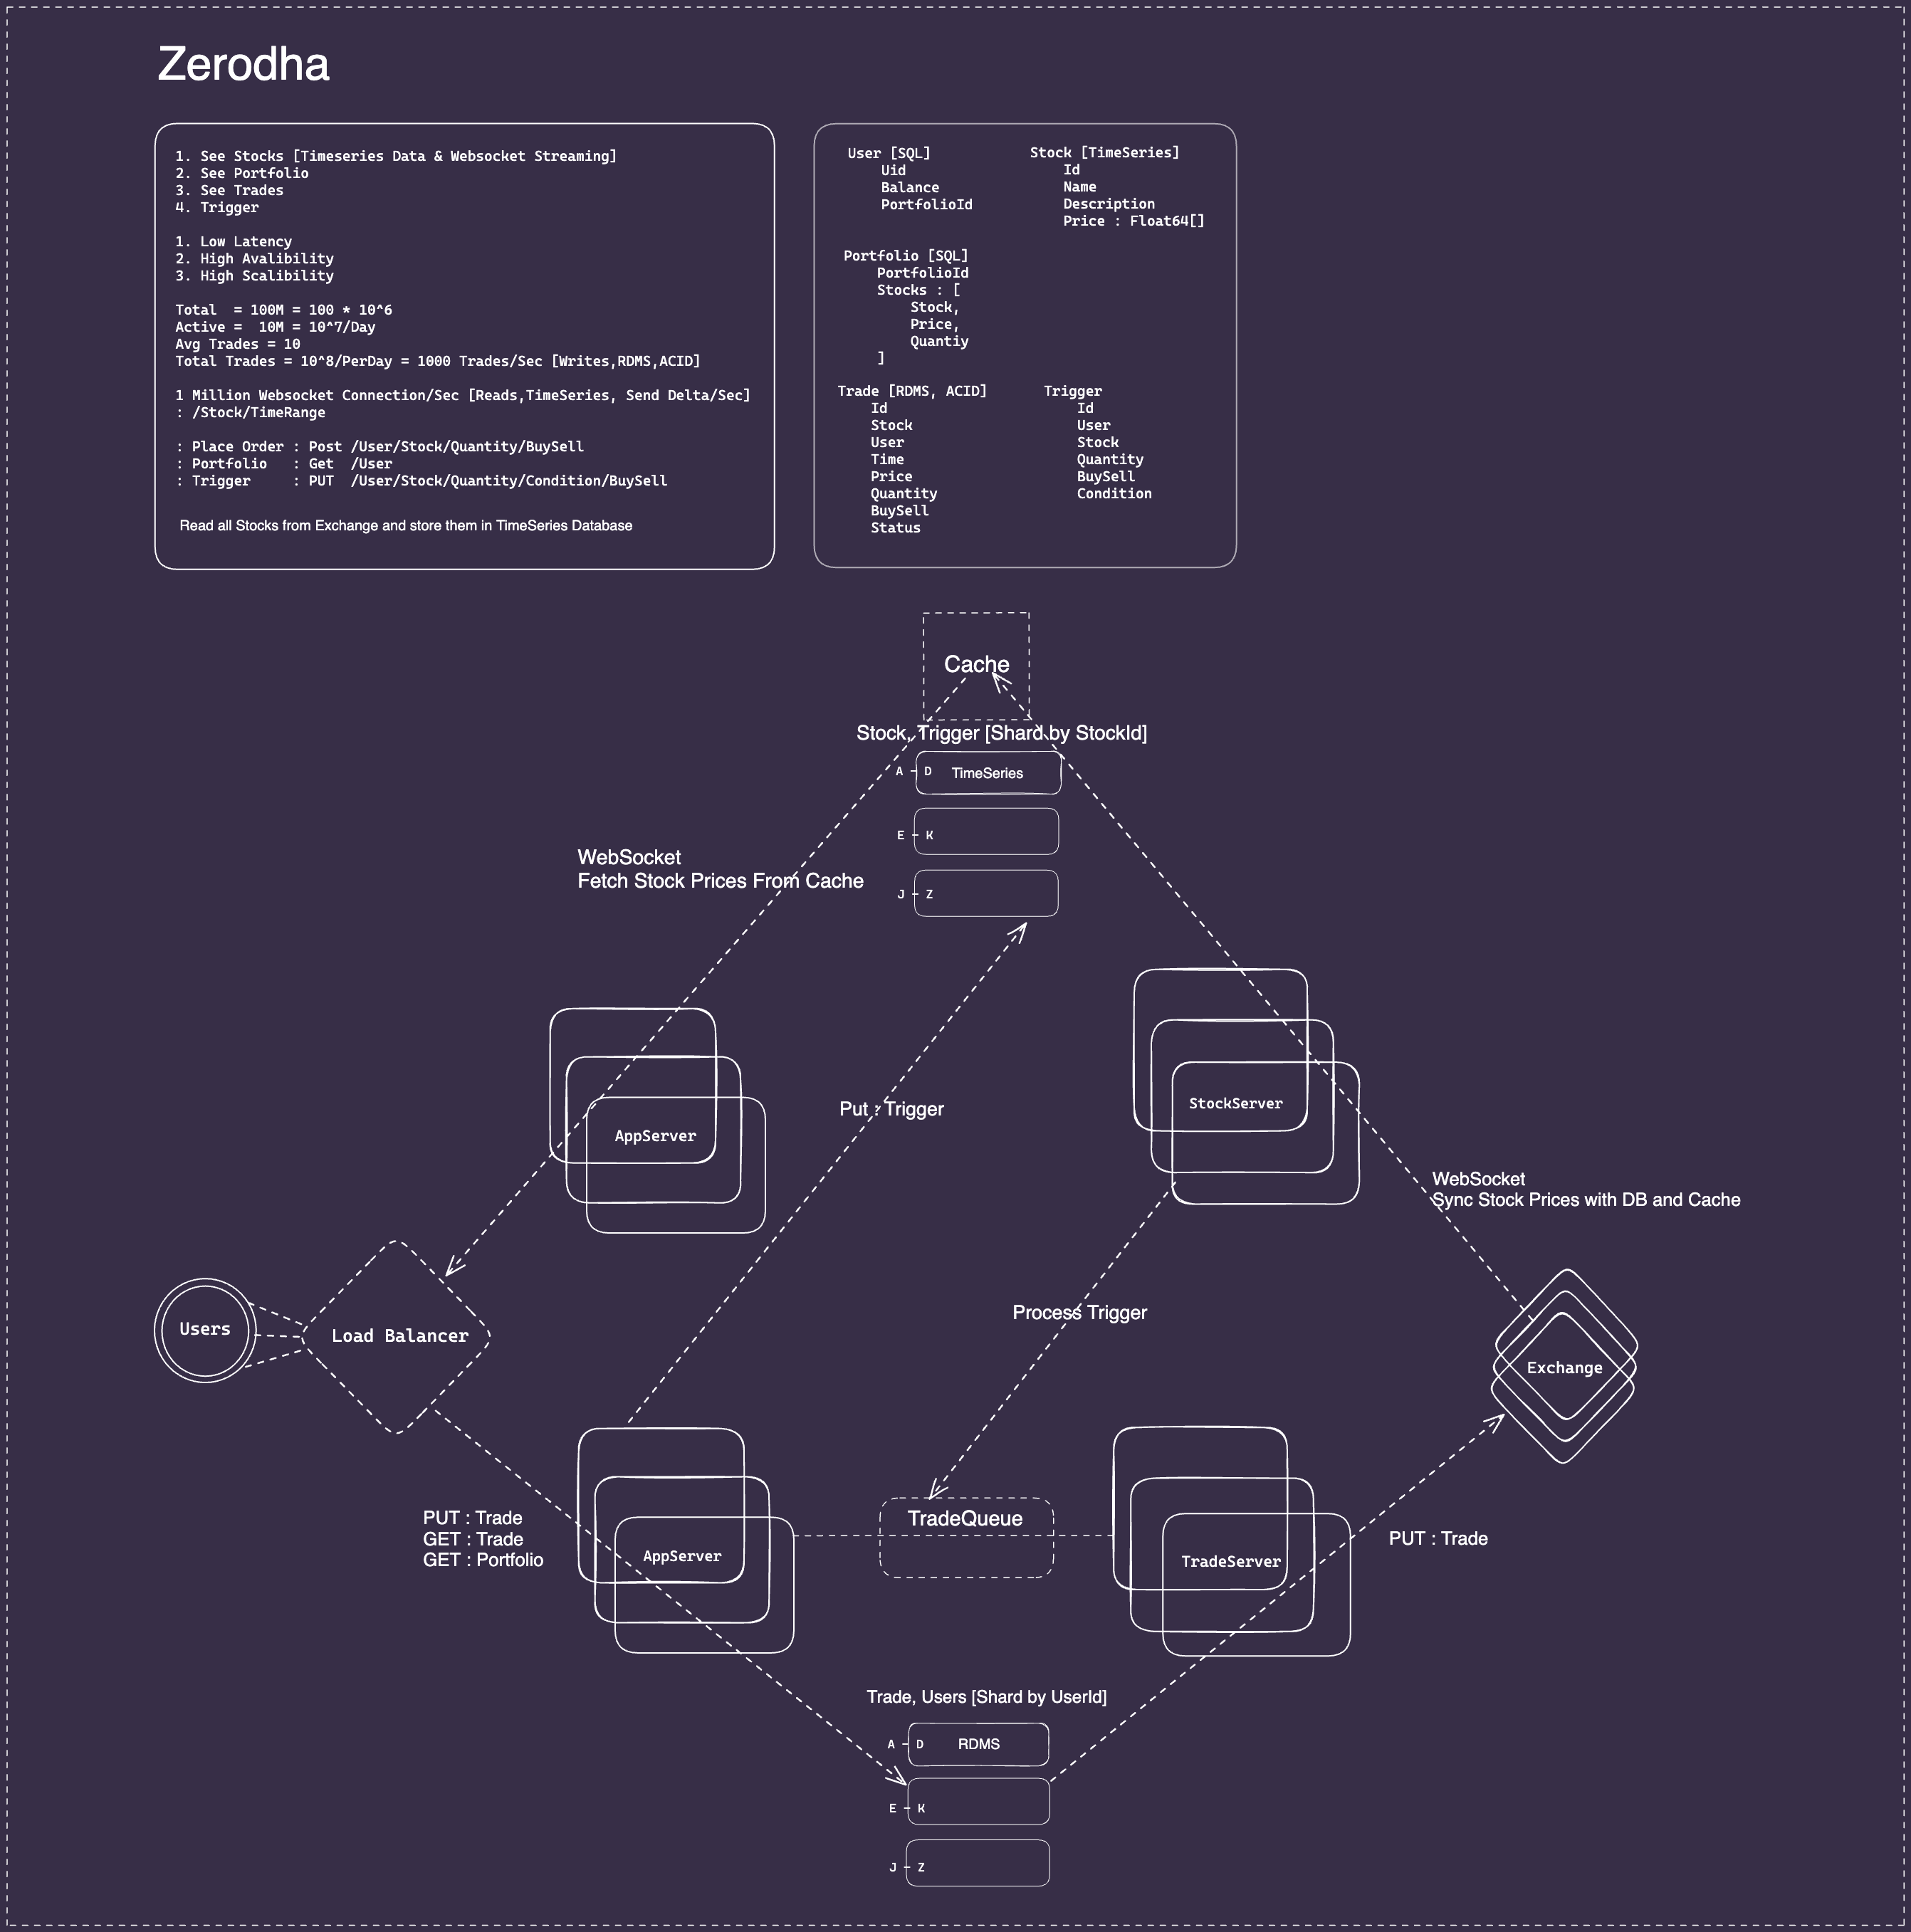 Zerodha
1. See Stocks [Timeseries Data & Websocket Streaming]
2. See Portfolio
3. See Trades
4. Trigger
1. Low Latency
2. High Avalibility
3. High Scalibility
Total = 100M = 100 * 10^6
Active = 10M = 10^7/Day
Avg Trades = 10
Total Trades = 10^8/PerDay = 1000 Trades/Sec [Writes,RDMS,ACID]
1 Million Websocket Connection/Sec [Reads,TimeSeries, Send Delta/Sec]
: /Stock/TimeRange
: Place Order : Post /User/Stock/Quantity/BuySell
: Portfolio : Get /User
: Trigger : PUT /User/Stock/Quantity/Condition/BuySell
Read all Stocks from Exchange and store them in TimeSeries Database
User [SQL]
Uid
Balance
PortfolioId
Stock [TimeSeries]
Id
Name
Description
Price : Float64[]
Portfolio [SQL]
PortfolioId
Stocks : [
Stock,
Price,
Quantiy
]
Trade [RDMS, ACID]
Id
Stock
User
Time
Price
Quantity
BuySell
Status
Trigger
Id
User
Stock
Quantity
BuySell
Condition
Cache
Stock, Trigger [Shard by StockId]
A - D TimeSeries
E - K
J - Z
WebSocket
Fetch Stock Prices From Cache
AppServer
Put : Trigger
StockServer
WebSocket
Sync Stock Prices with DB and Cache
Users
Load Balancer
Process Trigger
Exchange
PUT : Trade
GET : Trade
GET : Portfolio
AppServer
TradeQueue
TradeServer
PUT : Trade
Trade, Users [Shard by UserId]
A - D RDMS
E - K
J - Z